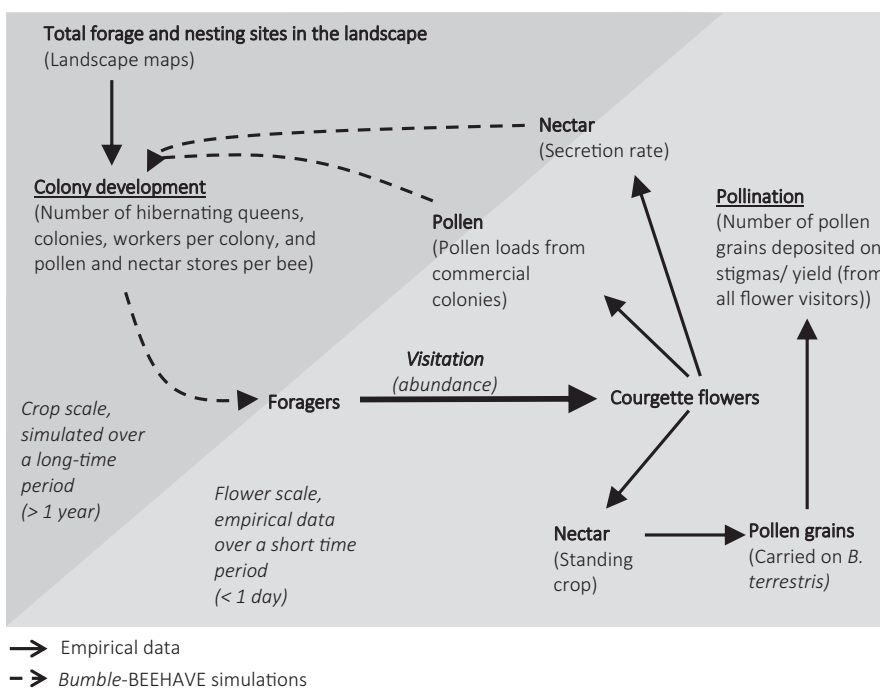 Total forage and nesting sites in the landscape
(Landscape maps)
Nectar
(Secretion rate)
Colony development
(Number of hibernating queens,
colonies, workers per colony, and
pollen and nectar stores per bee)
Pollen
(Pollen loads from
commercial
colonies)
Pollination
(Number of pollen
grains deposited on
stigmas/ yield (from
all flower visitors))
Visitation
(abundance)
Foragers
Courgette flowers
Crop scale,
simulated over
a long-time
period
(> 1 year)
Flower scale,
empirical data
over a short time
period
(< 1 day)
Nectar
(Standing
crop)
Pollen grains
(Carried on B.
terrestris)
Empirical data
Bumble-BEEHAVE simulations